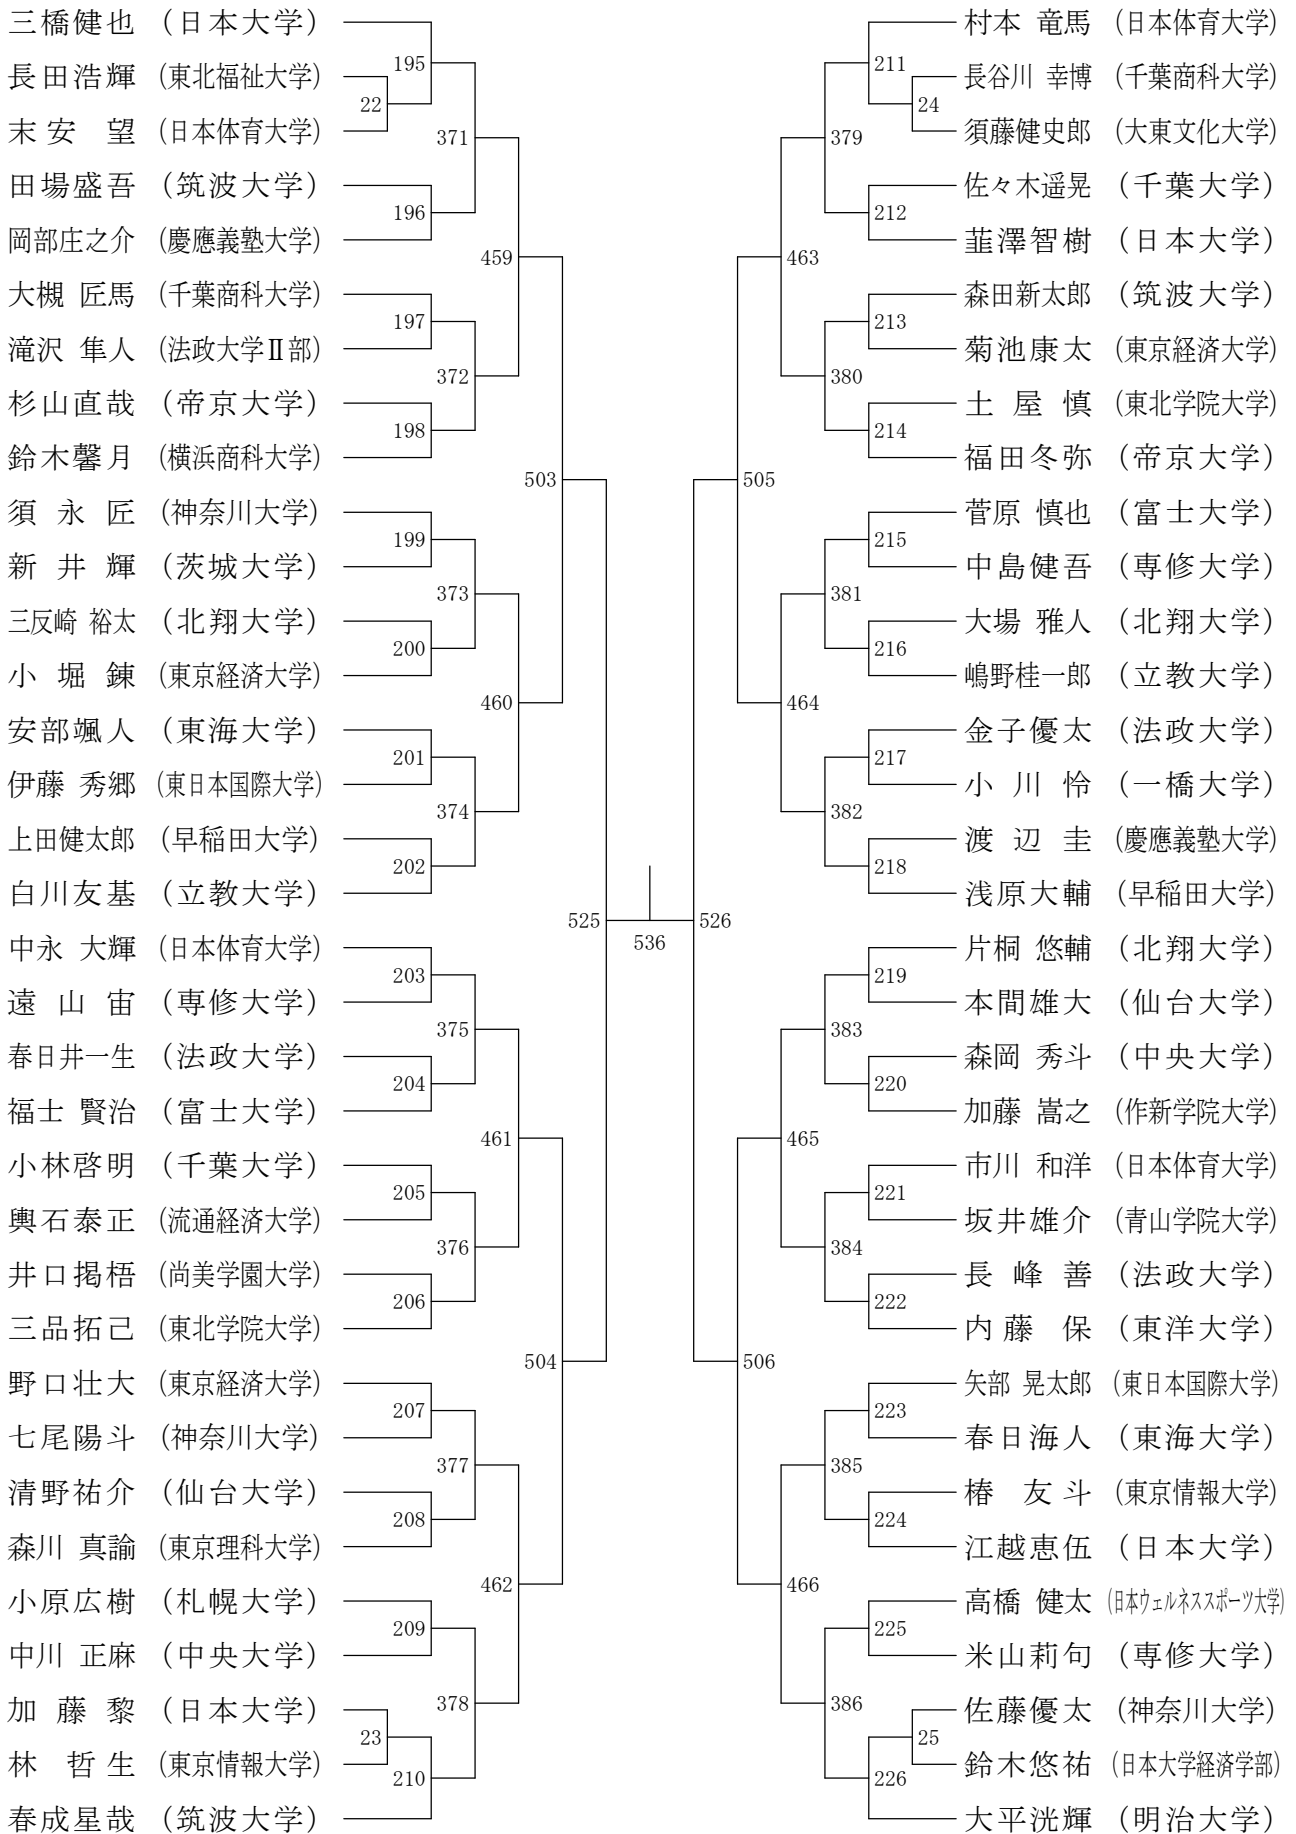 三橋健也 (日本大学)
長田浩輝 (東北福祉大学)
末安 望 (日本体育大学)
田場盛吾 (筑波大学)
岡部庄之介 (慶應義塾大学)
大槻 匠馬 (千葉商科大学)
滝沢 隼人 (法政大学Ⅱ部)
杉山直哉 (帝京大学)
鈴木馨月 (横浜商科大学)
須永 匠 (神奈川大学)
新井 輝 (茨城大学)
三反崎 裕太 (北翔大学)
小堀 錬 (東京経済大学)
安部颯人 (東海大学)
伊藤 秀郷 (東日本国際大学)
上田健太郎 (早稲田大学)
白川友基 (立教大学)
中永 大輝 (日本体育大学)
遠山 宙 (専修大学)
春日井一生 (法政大学)
福士 賢治 (富士大学)
小林啓明 (千葉大学)
輿石泰正 (流通経済大学)
井口掲梧 (尚美学園大学)
三品拓己 (東北学院大学)
野口壮大 (東京経済大学)
七尾陽斗 (神奈川大学)
清野祐介 (仙台大学)
森川 真諭 (東京理科大学)
小原広樹 (札幌大学)
中川 正麻 (中央大学)
加藤 黎 (日本大学)
林 哲生 (東京情報大学)
春成星哉 (筑波大学)
22
23
195
196
197
198
199
200
201
202
203
204
205
206
207
208
209
210
371
372
373
374
375
376
377
378
459
460
461
462
503
504
525
536
526
505
506
463
464
465
466
379
380
381
382
383
384
385
386
211
212
213
214
215
216
217
218
219
220
221
222
223
224
225
226
24
25
村本 竜馬 (日本体育大学)
長谷川 幸博 (千葉商科大学)
須藤健史郎 (大東文化大学)
佐々木遥晃 (千葉大学)
韮澤智樹 (日本大学)
森田新太郎 (筑波大学)
菊池康太 (東京経済大学)
土屋 慎 (東北学院大学)
福田冬弥 (帝京大学)
菅原 慎也 (富士大学)
中島健吾 (専修大学)
大場 雅人 (北翔大学)
嶋野桂一郎 (立教大学)
金子優太 (法政大学)
小川 怜 (一橋大学)
渡辺 圭 (慶應義塾大学)
浅原大輔 (早稲田大学)
片桐 悠輔 (北翔大学)
本間雄大 (仙台大学)
森岡 秀斗 (中央大学)
加藤 嵩之 (作新学院大学)
市川 和洋 (日本体育大学)
坂井雄介 (青山学院大学)
長峰 善 (法政大学)
内藤 保 (東洋大学)
矢部 晃太郎 (東日本国際大学)
春日海人 (東海大学)
椿 友斗 (東京情報大学)
江越恵伍 (日本大学)
高橋 健太 (日本ウェルネススポーツ大学)
米山莉句 (専修大学)
佐藤優太 (神奈川大学)
鈴木悠祐 (日本大学経済学部)
大平洸輝 (明治大学)